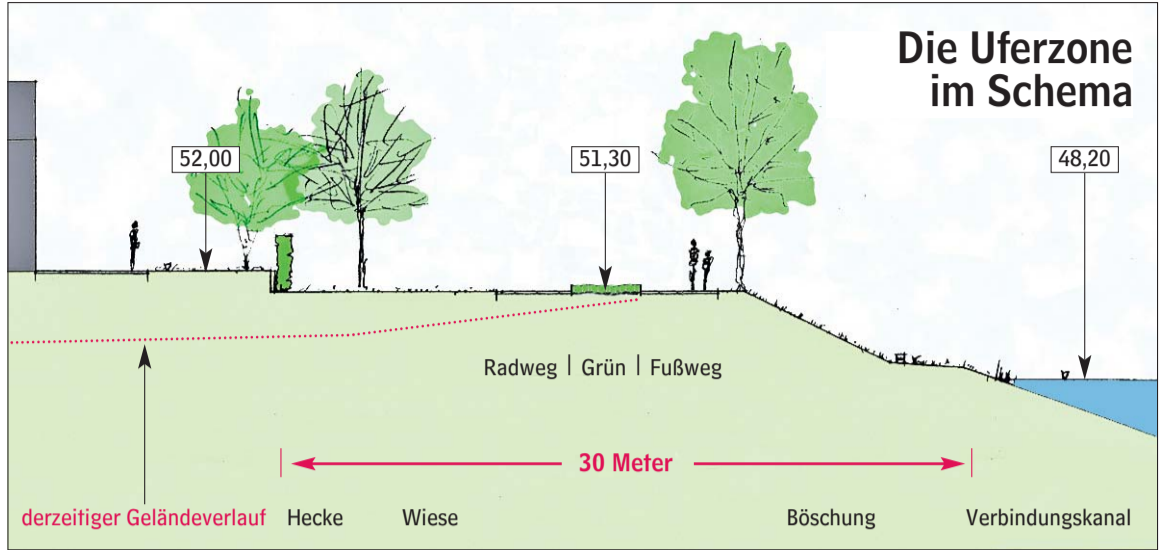 Die Uferzone
im Schema
52,00
51,30
48,20
Radweg | Grün | Fußweg
30 Meter
derzeitiger Geländeverlauf Hecke Wiese Böschung Verbindungskanal